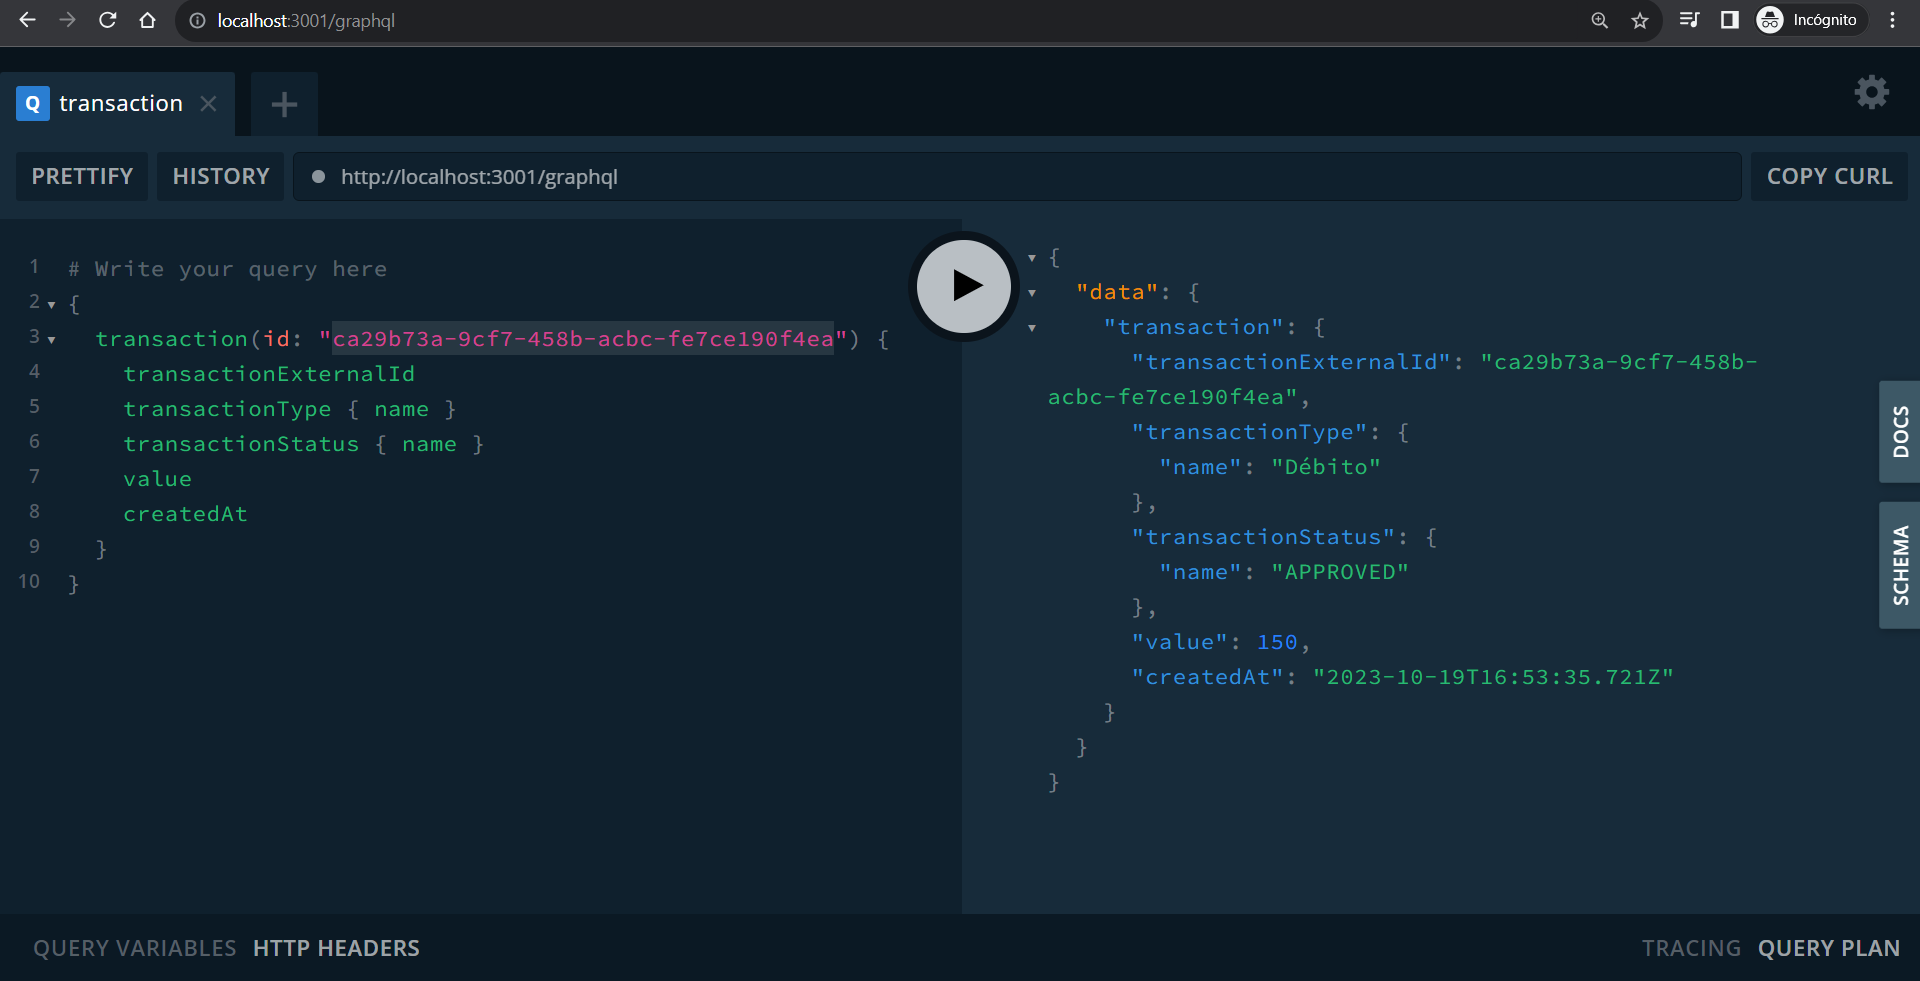 localhost:3001/graphql
Incógnito
Q transaction
PRETTIFY HISTORY http://localhost:3001/graphql COPY CURL
1 # Write your query here
2 {
3 transaction(id: "ca29b73a-9cf7-458b-acbc-fe7ce190f4ea") {
4 transactionExternalId
5 transactionType { name }
6 transactionStatus { name }
7 value
8 createdAt
9 }
10 }
{
"data": {
"transaction": {
"transactionExternalId": "ca29b73a-9cf7-458b-
acbc-fe7ce190f4ea",
"transactionType": {
"name": "Débito"
},
"transactionStatus": {
"name": "APPROVED"
},
"value": 150,
"createdAt": "2023-10-19T16:53:35.721Z"
}
}
}
DOCS
SCHEMA
QUERY VARIABLES HTTP HEADERS
TRACING QUERY PLAN